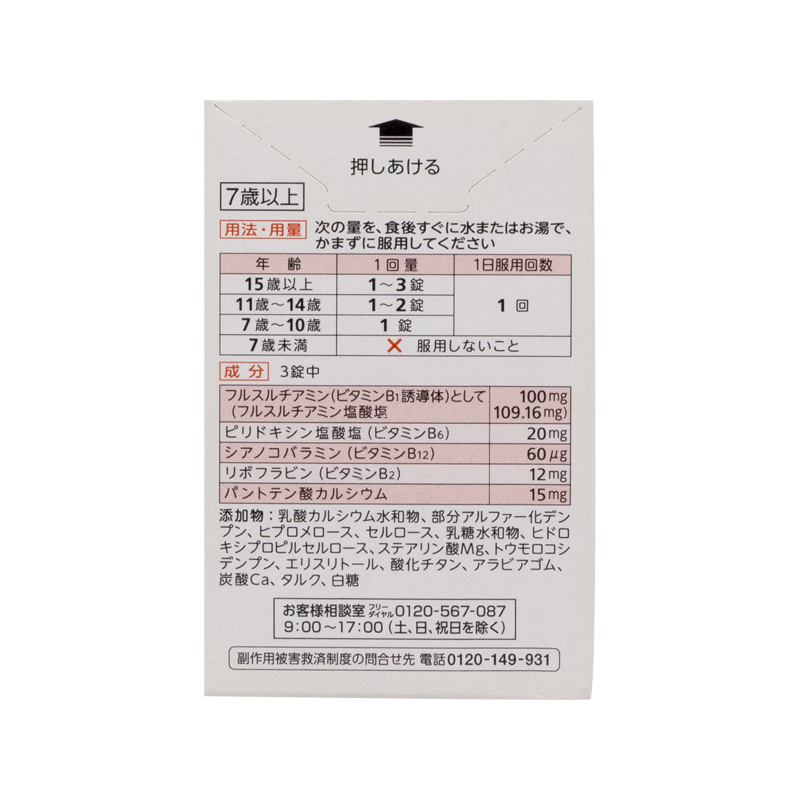 押しあける
7歳以上
用法・用量 次の量を、食後すぐに水またはお湯で、
かまずに服用してください
年齢 1回量 1日服用回数
15歳以上 1〜3錠
11歳〜14歳 1〜2錠 1回
7歳〜10歳 1錠
7歳未満 × 服用しないこと
成分 3錠中
フルスルチアミン(ビタミンB1誘導体)として 100mg
(フルスルチアミン塩酸塩 109.16mg)
ピリドキシン塩酸塩(ビタミンB6) 20mg
シアノコバラミン(ビタミンB12) 60μg
リボフラビン(ビタミンB2) 12mg
パントテン酸カルシウム 15mg
添加物:乳酸カルシウム水和物、部分アルファー化デン
プン、ヒプロメロース、セルロース、乳糖水和物、ヒドロ
キシプロピルセルロース、ステアリン酸Mg、トウモロコシ
デンプン、エリスリトール、酸化チタン、アラビアゴム、
炭酸Ca、タルク、白糖
お客様相談室 フリーダイヤル 0120-567-087
9:00〜17:00(土、日、祝日を除く)
副作用被害救済制度の問合せ先 電話0120-149-931